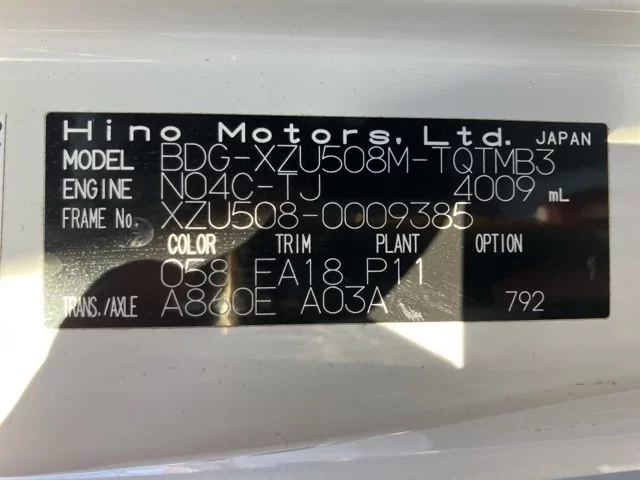 Hino Motors, Ltd. JAPAN
MODEL BDG-XZU508M-TQTMB3
ENGINE N04C-TJ 4009 mL
FRAME No. XZU508-0009385
COLOR TRIM PLANT OPTION
058 FA18 P11
TRANS./AXLE A860E A03A 792